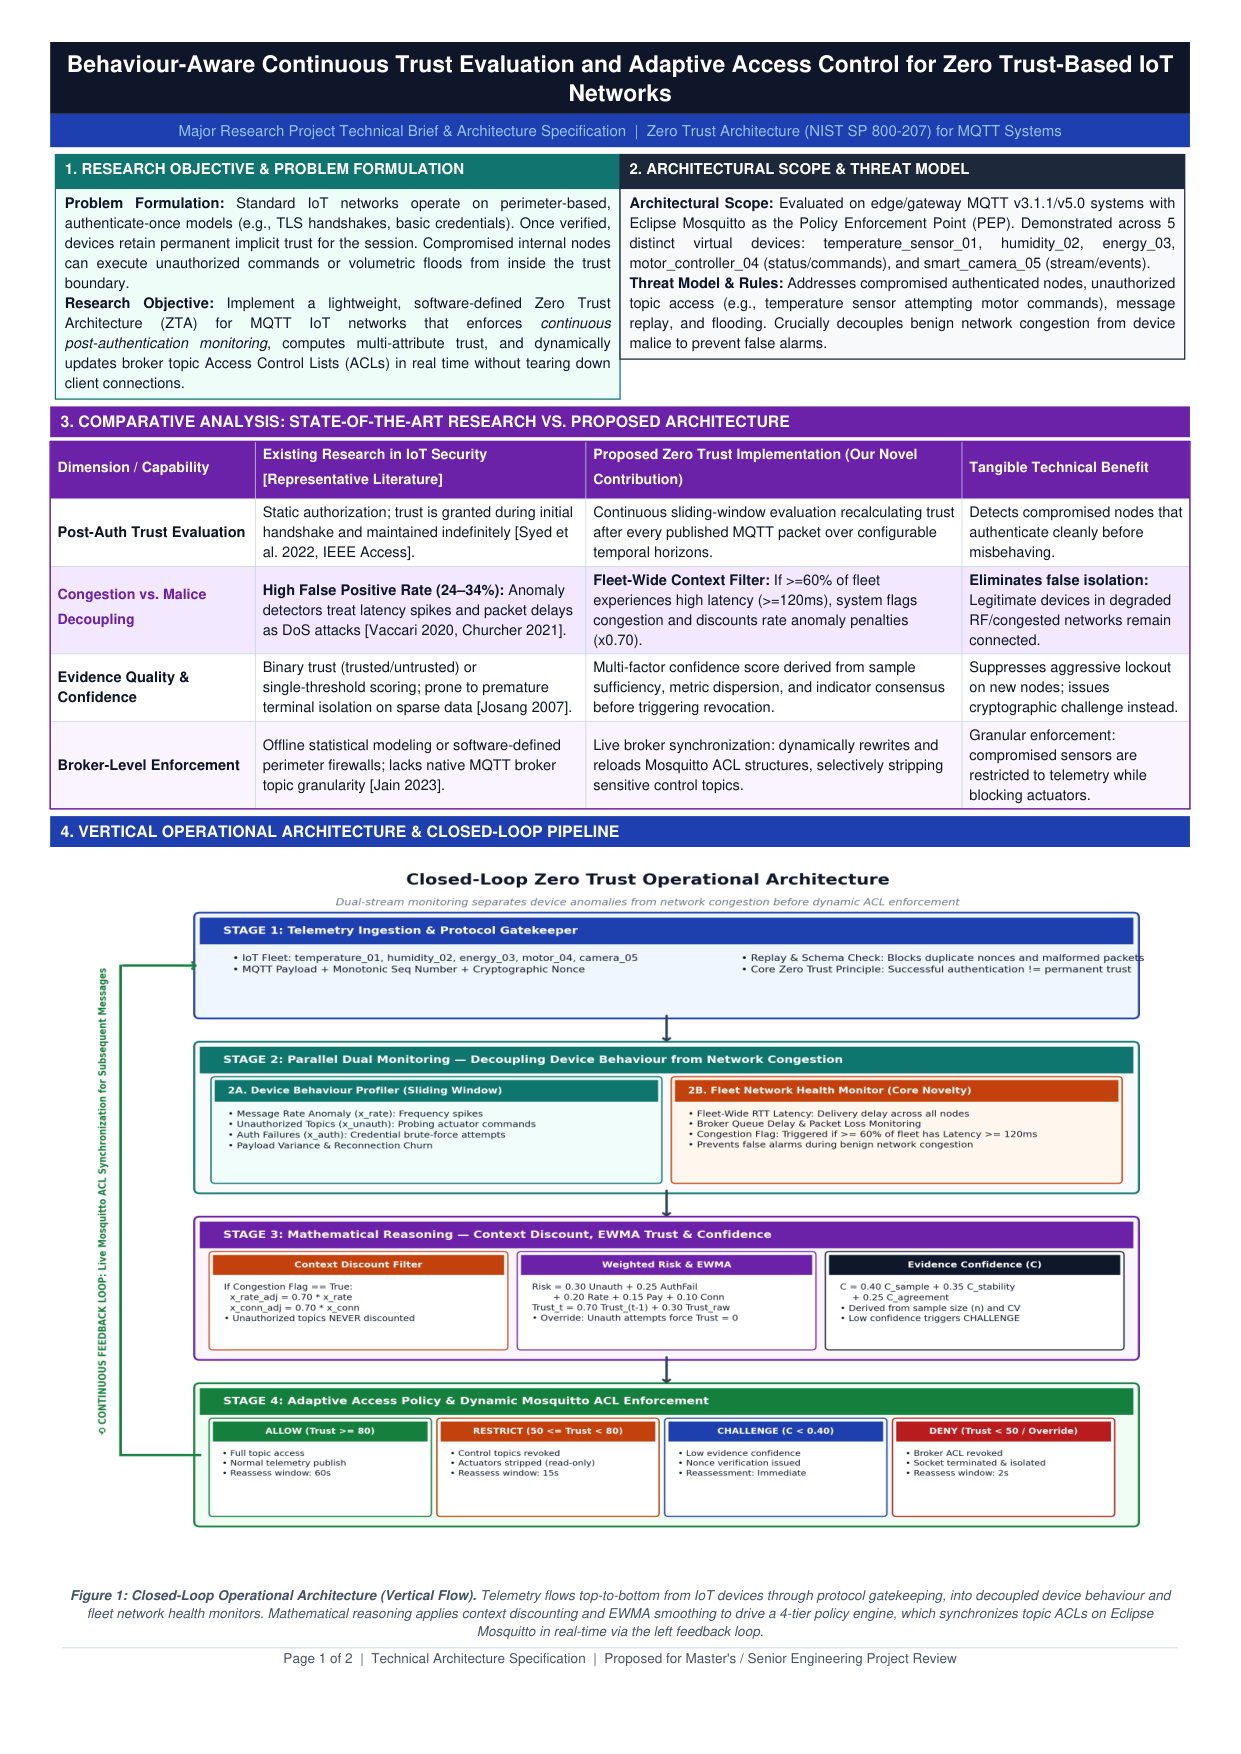 Behaviour-Aware Continuous Trust Evaluation and Adaptive Access Control for Zero Trust-Based IoT
Networks
Major Research Project Technical Brief & Architecture Specification | Zero Trust Architecture (NIST SP 800-207) for MQTT Systems
1. RESEARCH OBJECTIVE & PROBLEM FORMULATION
Problem Formulation: Standard IoT networks operate on perimeter-based,
authenticate-once models (e.g., TLS handshakes, basic credentials). Once verified,
devices retain permanent implicit trust for the session. Compromised internal nodes
can execute unauthorized commands or volumetric floods from inside the trust
boundary.
Research Objective: Implement a lightweight, software-defined Zero Trust
Architecture (ZTA) for MQTT IoT networks that enforces continuous
post-authentication monitoring, computes multi-attribute trust, and dynamically
updates broker topic Access Control Lists (ACLs) in real time without tearing down
client connections.
2. ARCHITECTURAL SCOPE & THREAT MODEL
Architectural Scope: Evaluated on edge/gateway MQTT v3.1.1/v5.0 systems with
Eclipse Mosquitto as the Policy Enforcement Point (PEP). Demonstrated across 5
distinct virtual devices: temperature_sensor_01, humidity_02, energy_03,
motor_controller_04 (status/commands), and smart_camera_05 (stream/events).
Threat Model & Rules: Addresses compromised authenticated nodes, unauthorized
topic access (e.g., temperature sensor attempting motor commands), message
replay, and flooding. Crucially decouples benign network congestion from device
malice to prevent false alarms.
3. COMPARATIVE ANALYSIS: STATE-OF-THE-ART RESEARCH VS. PROPOSED ARCHITECTURE
Dimension / Capability
Existing Research in IoT Security
[Representative Literature]
Proposed Zero Trust Implementation (Our Novel
Contribution)
Tangible Technical Benefit
Post-Auth Trust Evaluation
Static authorization; trust is granted during initial
handshake and maintained indefinitely [Syed et
al. 2022, IEEE Access].
Continuous sliding-window evaluation recalculating trust
after every published MQTT packet over configurable
temporal horizons.
Detects compromised nodes that
authenticate cleanly before
misbehaving.
Congestion vs. Malice
Decoupling
High False Positive Rate (24–34%): Anomaly
detectors treat latency spikes and packet delays
as DoS attacks [Vaccari 2020, Churcher 2021].
Fleet-Wide Context Filter: If >=60% of fleet
experiences high latency (>=120ms), system flags
congestion and discounts rate anomaly penalties
(x0.70).
Eliminates false isolation:
Legitimate devices in degraded
RF/congested networks remain
connected.
Evidence Quality &
Confidence
Binary trust (trusted/untrusted) or
single-threshold scoring; prone to premature
terminal isolation on sparse data [Josang 2007].
Multi-factor confidence score derived from sample
sufficiency, metric dispersion, and indicator consensus
before triggering revocation.
Suppresses aggressive lockout
on new nodes; issues
cryptographic challenge instead.
Broker-Level Enforcement
Offline statistical modeling or software-defined
perimeter firewalls; lacks native MQTT broker
topic granularity [Jain 2023].
Live broker synchronization: dynamically rewrites and
reloads Mosquitto ACL structures, selectively stripping
sensitive control topics.
Granular enforcement:
compromised sensors are
restricted to telemetry while
blocking actuators.
4. VERTICAL OPERATIONAL ARCHITECTURE & CLOSED-LOOP PIPELINE
Closed-Loop Zero Trust Operational Architecture
Dual-stream monitoring separates device anomalies from network congestion before dynamic ACL enforcement
⟲ CONTINUOUS FEEDBACK LOOP: Live Mosquitto ACL Synchronization for Subsequent Messages
STAGE 1: Telemetry Ingestion & Protocol Gatekeeper
• IoT Fleet: temperature_01, humidity_02, energy_03, motor_04, camera_05
• MQTT Payload + Monotonic Seq Number + Cryptographic Nonce
• Replay & Schema Check: Blocks duplicate nonces and malformed packets
• Core Zero Trust Principle: Successful authentication != permanent trust
STAGE 2: Parallel Dual Monitoring — Decoupling Device Behaviour from Network Congestion
2A. Device Behaviour Profiler (Sliding Window)
• Message Rate Anomaly (x_rate): Frequency spikes
• Unauthorized Topics (x_unauth): Probing actuator commands
• Auth Failures (x_auth): Credential brute-force attempts
• Payload Variance & Reconnection Churn
2B. Fleet Network Health Monitor (Core Novelty)
• Fleet-Wide RTT Latency: Delivery delay across all nodes
• Broker Queue Delay & Packet Loss Monitoring
• Congestion Flag: Triggered if >= 60% of fleet has Latency >= 120ms
• Prevents false alarms during benign network congestion
STAGE 3: Mathematical Reasoning — Context Discount, EWMA Trust & Confidence
Context Discount Filter
If Congestion Flag == True:
x_rate_adj = 0.70 * x_rate
x_conn_adj = 0.70 * x_conn
• Unauthorized topics NEVER discounted
Weighted Risk & EWMA
Risk = 0.30 Unauth + 0.25 AuthFail
+ 0.20 Rate + 0.15 Pay + 0.10 Conn
Trust_t = 0.70 Trust_(t-1) + 0.30 Trust_raw
• Override: Unauth attempts force Trust = 0
Evidence Confidence (C)
C = 0.40 C_sample + 0.35 C_stability
+ 0.25 C_agreement
• Derived from sample size (n) and CV
• Low confidence triggers CHALLENGE
STAGE 4: Adaptive Access Policy & Dynamic Mosquitto ACL Enforcement
ALLOW (Trust >= 80)
• Full topic access
• Normal telemetry publish
• Reassess window: 60s
RESTRICT (50 <= Trust < 80)
• Control topics revoked
• Actuators stripped (read-only)
• Reassess window: 15s
CHALLENGE (C < 0.40)
• Low evidence confidence
• Nonce verification issued
• Reassessment: Immediate
DENY (Trust < 50 / Override)
• Broker ACL revoked
• Socket terminated & isolated
• Reassess window: 2s
Figure 1: Closed-Loop Operational Architecture (Vertical Flow). Telemetry flows top-to-bottom from IoT devices through protocol gatekeeping, into decoupled device behaviour and
fleet network health monitors. Mathematical reasoning applies context discounting and EWMA smoothing to drive a 4-tier policy engine, which synchronizes topic ACLs on Eclipse
Mosquitto in real-time via the left feedback loop.
Page 1 of 2 | Technical Architecture Specification | Proposed for Master's / Senior Engineering Project Review